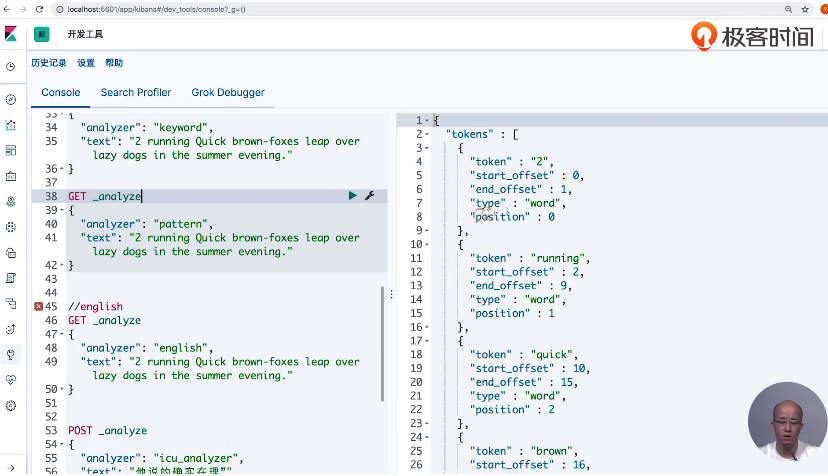 localhost:5601/app/kibana#/dev_tools/console?_g=()
默 开发工具
极客时间
历史记录 设置 帮助
Console Search Profiler Grok Debugger
33 {
34 "analyzer": "keyword",
35 "text": "2 running Quick brown-foxes leap over
lazy dogs in the summer evening."
36 }
37
38 GET _analyze
39 {
40 "analyzer": "pattern",
41 "text": "2 running Quick brown-foxes leap over
lazy dogs in the summer evening."
42 }
43
44
45 //english
46 GET _analyze
47 {
48 "analyzer": "english",
49 "text": "2 running Quick brown-foxes leap over
lazy dogs in the summer evening."
50 }
51
52
53 POST _analyze
54 {
55 "analyzer": "icu_analyzer",
56 "text": "他说的确实在理”"
1 {
2 "tokens" : [
3 {
4 "token" : "2",
5 "start_offset" : 0,
6 "end_offset" : 1,
7 "type" : "word",
8 "position" : 0
9 },
10 {
11 "token" : "running",
12 "start_offset" : 2,
13 "end_offset" : 9,
14 "type" : "word",
15 "position" : 1
16 },
17 {
18 "token" : "quick",
19 "start_offset" : 10,
20 "end_offset" : 15,
21 "type" : "word",
22 "position" : 2
23 },
24 {
25 "token" : "brown",
26 "start_offset" : 16,